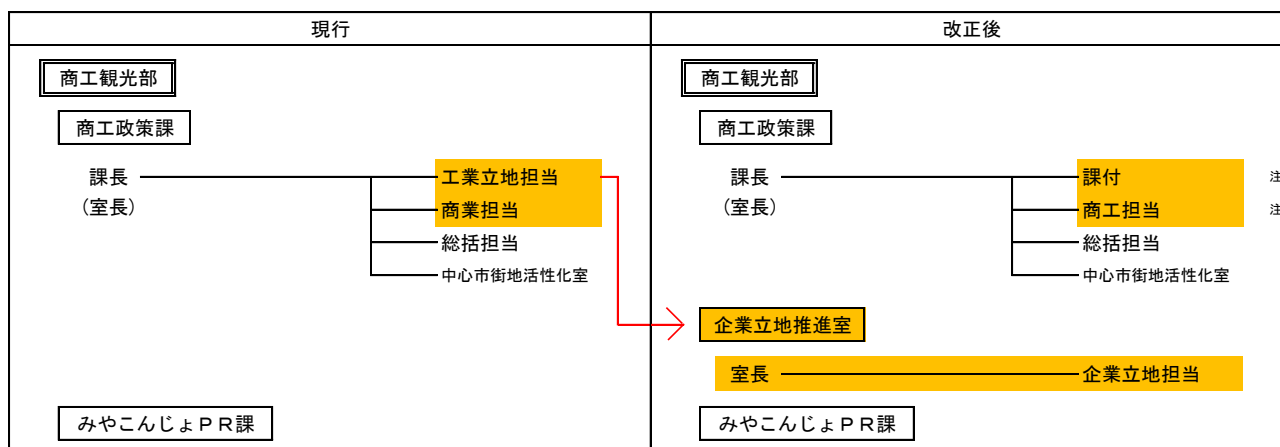 現行
商工観光部
商工政策課
課長 工業立地担当
(室長) 商業担当
総括担当
中心市街地活性化室
みやこんじょPR課
改正後
商工観光部
商工政策課
課長 課付 注
(室長) 商工担当 注
総括担当
中心市街地活性化室
企業立地推進室
室長 企業立地担当
みやこんじょPR課